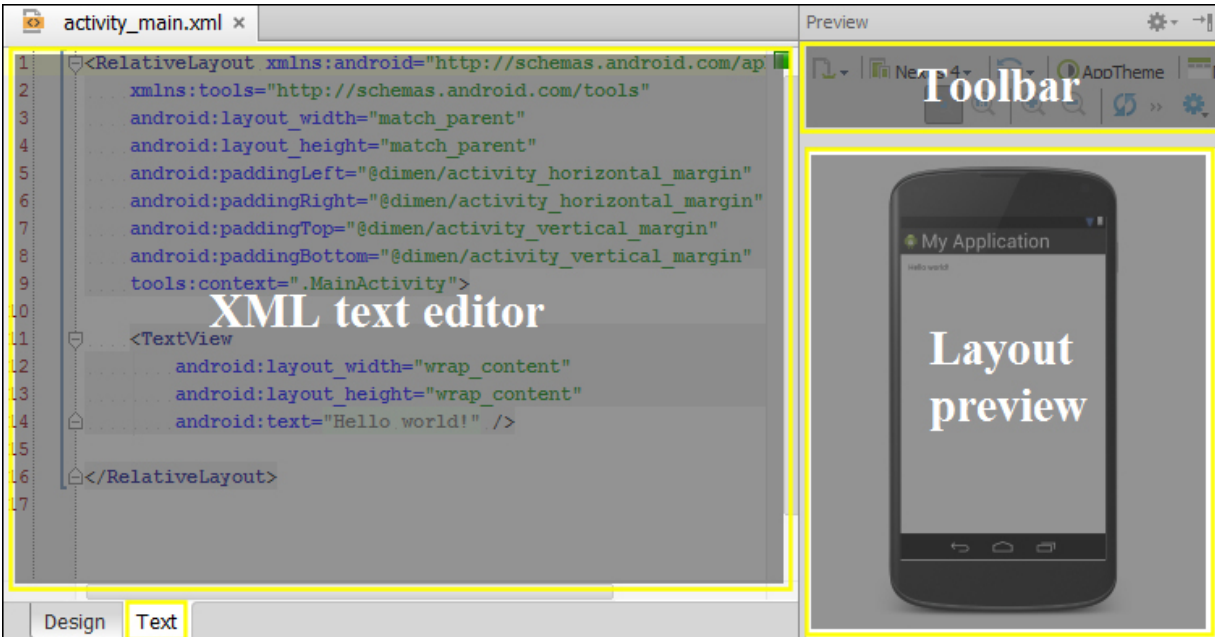 activity_main.xml ×
Preview
1 <RelativeLayout xmlns:android="http://schemas.android.com/ap
2 xmlns:tools="http://schemas.android.com/tools"
3 android:layout_width="match_parent"
4 android:layout_height="match_parent"
5 android:paddingLeft="@dimen/activity_horizontal_margin"
6 android:paddingRight="@dimen/activity_horizontal_margin"
7 android:paddingTop="@dimen/activity_vertical_margin"
8 android:paddingBottom="@dimen/activity_vertical_margin"
9 tools:context=".MainActivity">
10
11 <TextView
12 android:layout_width="wrap_content"
13 android:layout_height="wrap_content"
14 android:text="Hello world!" />
15
16 </RelativeLayout>
17
XML text editor
Design
Text
Nexus 4
AppTheme
Toolbar
My Application
Hello world!
Layout
preview